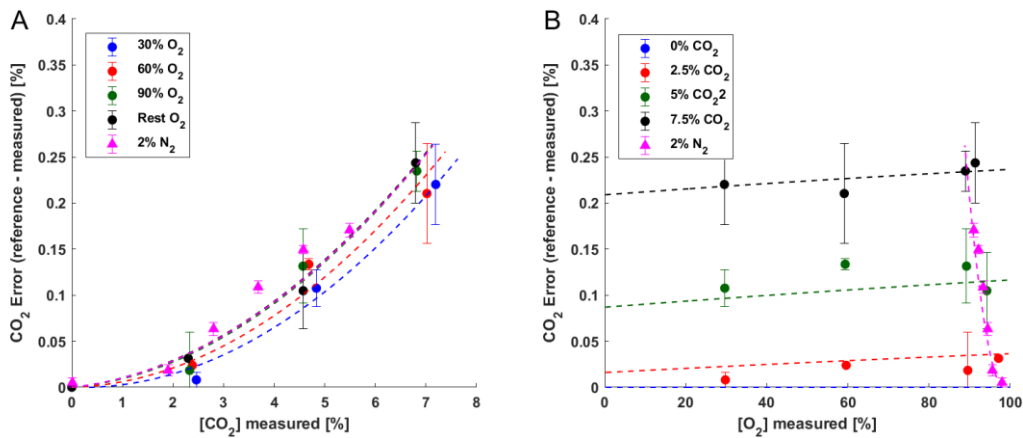 A
CO2 Error (reference - measured) [%]
0.4
0.35
0.3
0.25
0.2
0.15
0.1
0.05
0
30% O2
60% O2
90% O2
Rest O2
2% N2
0 1 2 3 4 5 6 7 8
[CO2] measured [%]
B
CO2 Error (reference - measured) [%]
0.4
0.35
0.3
0.25
0.2
0.15
0.1
0.05
0
0% CO2
2.5% CO2
5% CO22
7.5% CO2
2% N2
0 20 40 60 80 100
[O2] measured [%]